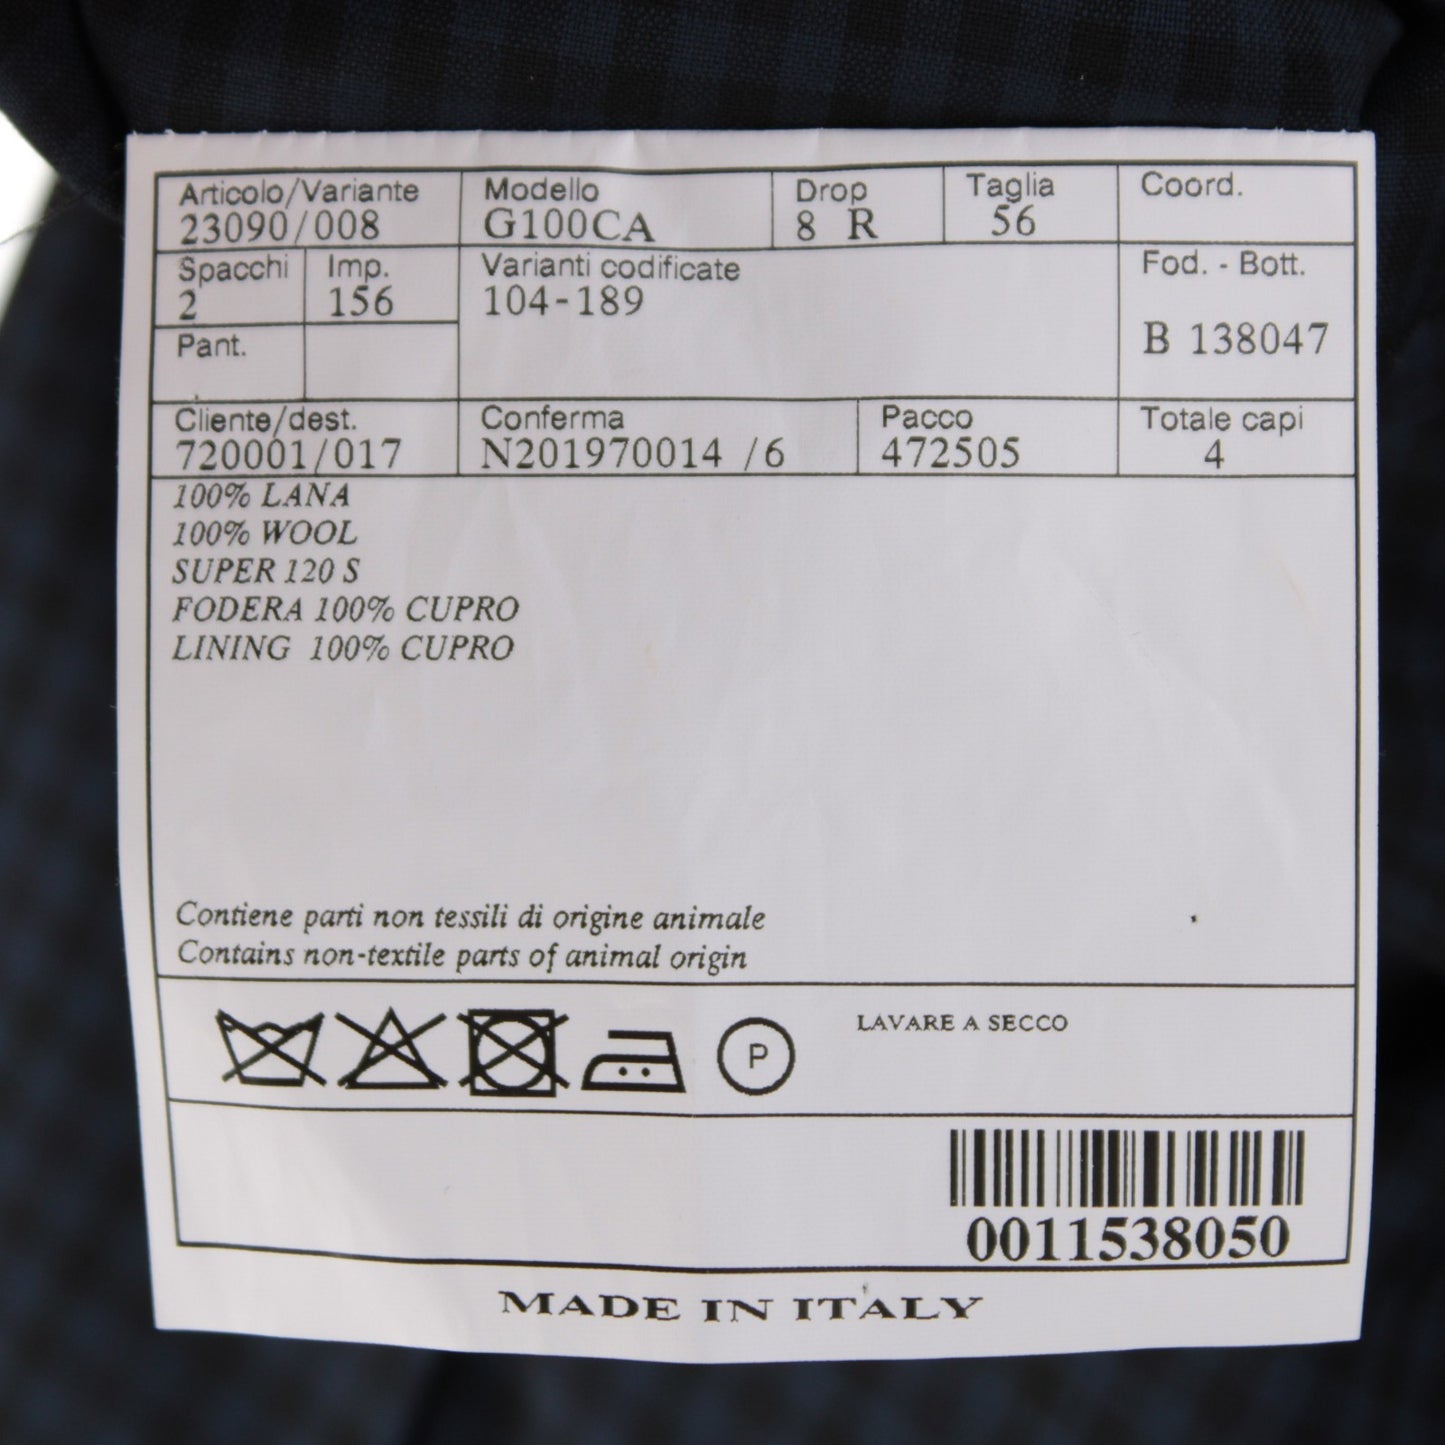 Articolo/Variante Modello Drop Taglia Coord.
23090/008 G100CA 8 R 56
Spacchi Imp. Varianti codificate Fod. - Bott.
2 156 104-189
B 138047
Pant.
Cliente/dest. Conferma Pacco Totale capi
720001/017 N201970014 /6 472505 4
100% LANA
100% WOOL
SUPER 120 S
FODERA 100% CUPRO
LINING 100% CUPRO
Contiene parti non tessili di origine animale
Contains non-textile parts of animal origin
P LAVARE A SECCO
0011538050
MADE IN ITALY